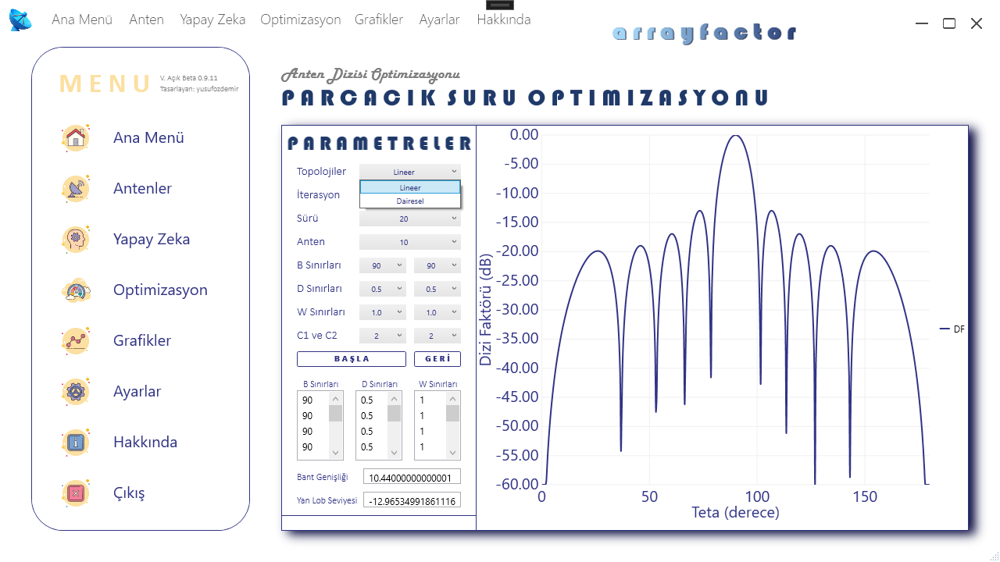 Ana Menü Anten Yapay Zeka Optimizasyon Grafikler Ayarlar Hakkında
arrayfactor
MENU
V. Açık Beta 0.9.11
Tasarlayan: yusufozdemir
Ana Menü
Antenler
Yapay Zeka
Optimizasyon
Grafikler
Ayarlar
Hakkında
Çıkış
Anten Dizisi Optimizasyonu
PARCACIK SURU OPTIMIZASYONU
PARAMETRELER
Topolojiler Lineer
Lineer
İterasyon
Dairesel
Sürü 20
Anten 10
B Sınırları 90 90
D Sınırları 0.5 0.5
W Sınırları 1.0 1.0
C1 ve C2 2 2
BAŞLA GERİ
B Sınırları D Sınırları W Sınırları
90 0.5 1
90 0.5 1
90 0.5 1
90 0.5 1
Bant Genişliği 10.44000000000001
Yan Lob Seviyesi -12.96534991861116
Dizi Faktörü (dB)
0.00
-5.00
-10.00
-15.00
-20.00
-25.00
-30.00
-35.00
-40.00
-45.00
-50.00
-55.00
-60.00
0 50 100 150
Teta (derece)
DF